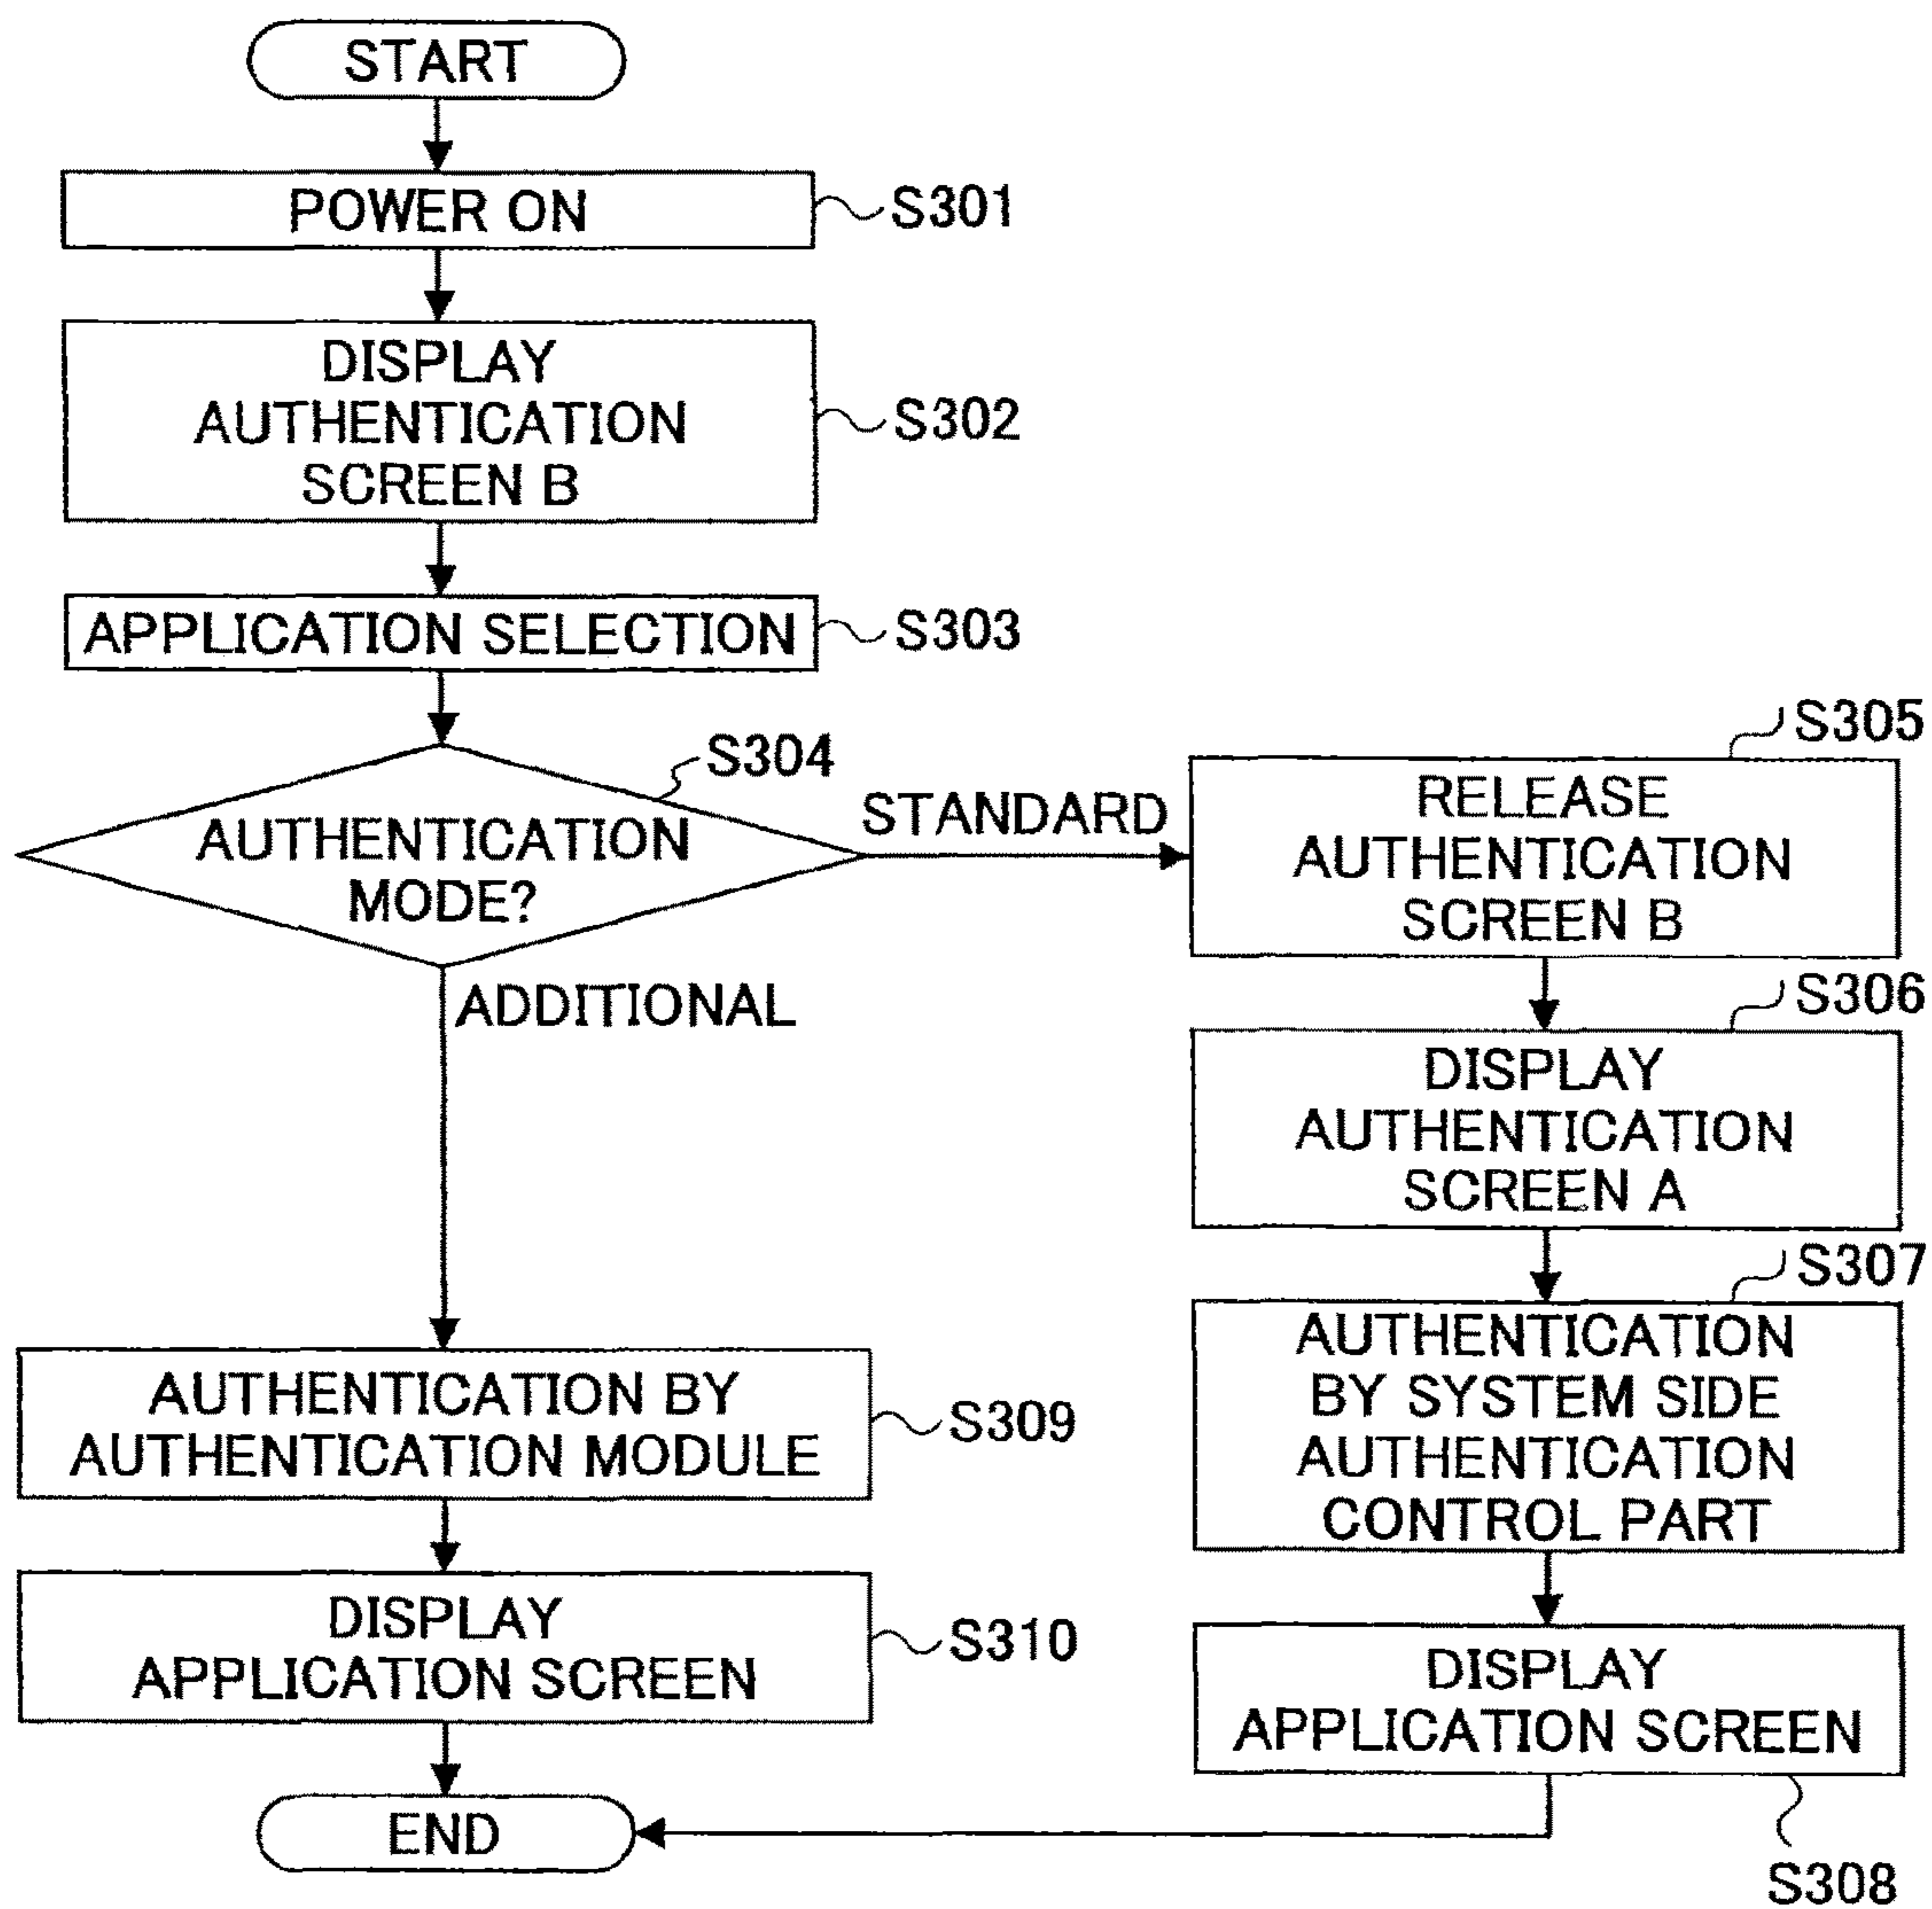 START
POWER ON
S301
DISPLAY
AUTHENTICATION
SCREEN B
S302
APPLICATION SELECTION
S303
S304
AUTHENTICATION
MODE?
STANDARD
ADDITIONAL
S305
RELEASE
AUTHENTICATION
SCREEN B
S306
DISPLAY
AUTHENTICATION
SCREEN A
S307
AUTHENTICATION
BY SYSTEM SIDE
AUTHENTICATION
CONTROL PART
DISPLAY
APPLICATION SCREEN
S308
AUTHENTICATION BY
AUTHENTICATION MODULE
S309
DISPLAY
APPLICATION SCREEN
S310
END